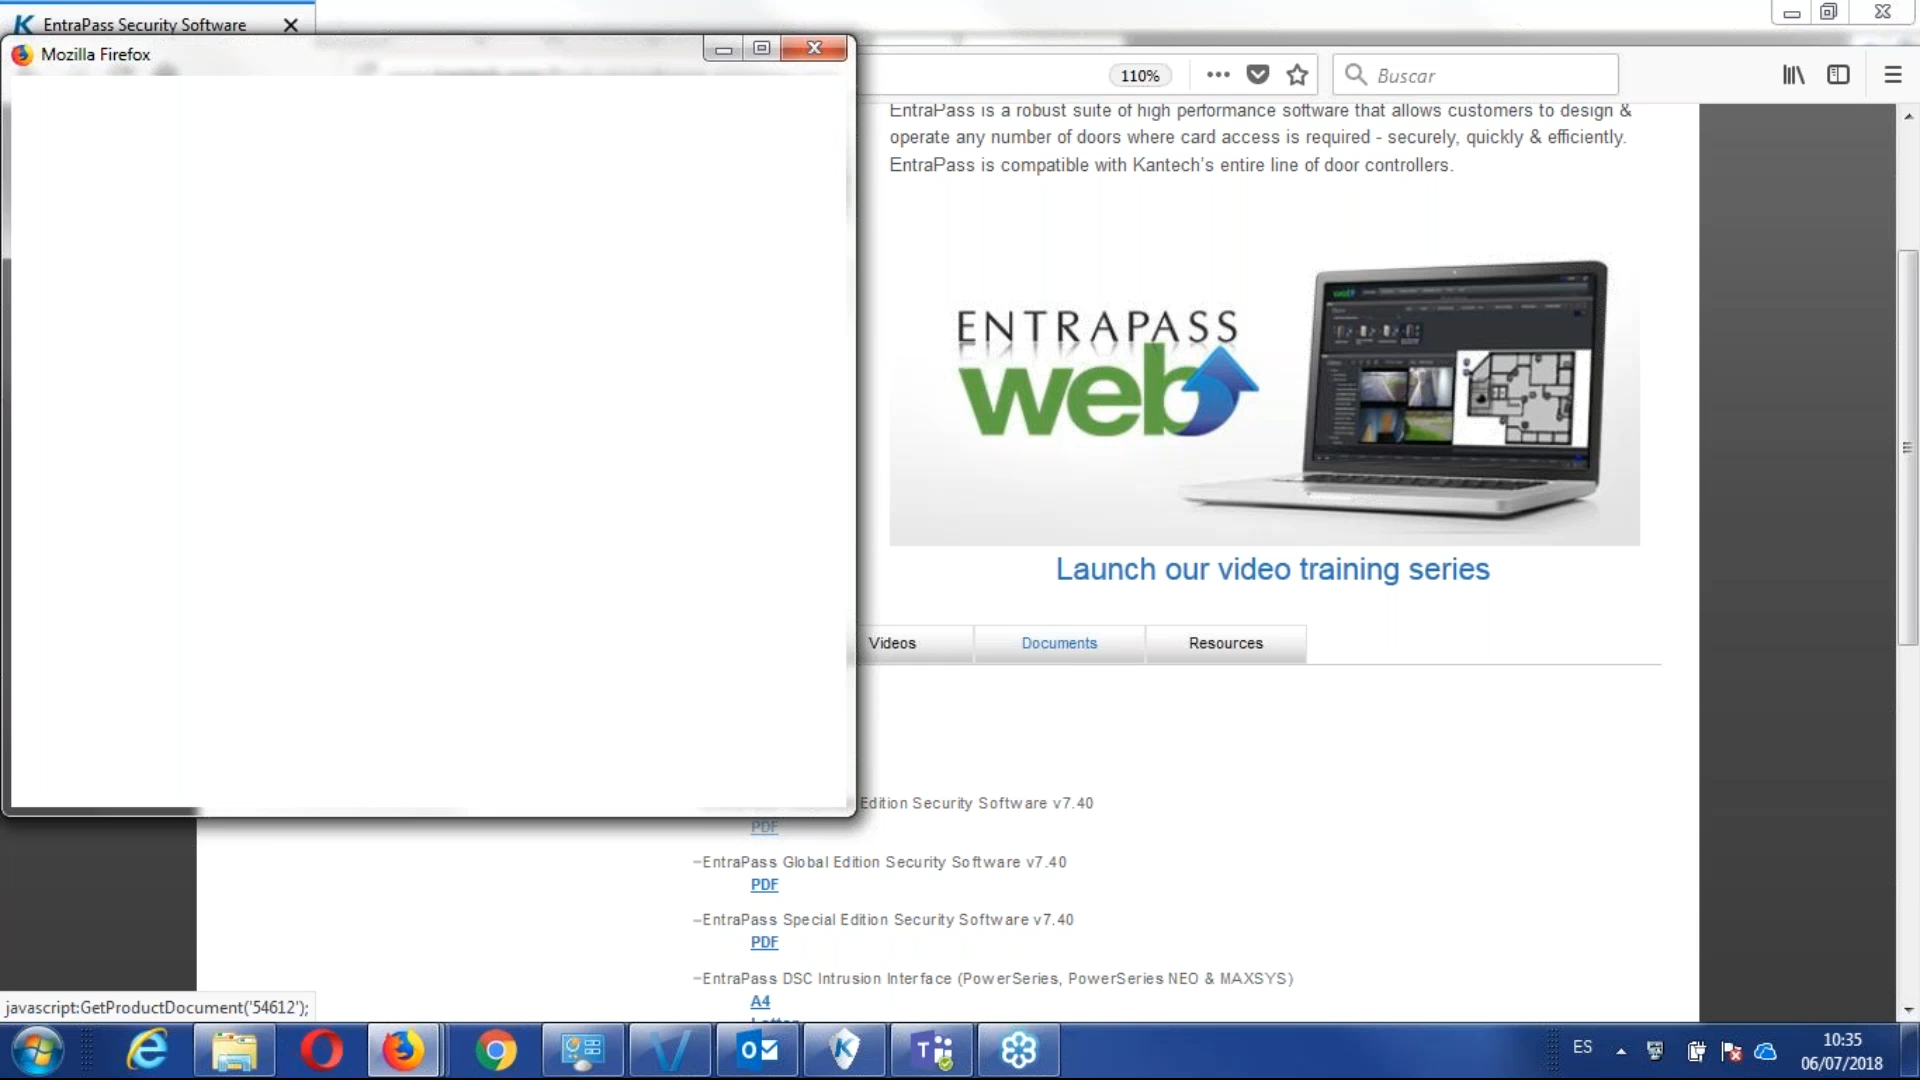 EntraPass Security Software
Mozilla Firefox
110%
Buscar
EntraPass is a robust suite of high performance software that allows customers to design &
operate any number of doors where card access is required - securely, quickly & efficiently.
EntraPass is compatible with Kantech's entire line of door controllers.
ENTRAPASS
web
web
Launch our video training series
Videos
Documents
Resources
Edition Security Software v7.40
PDF
–EntraPass Global Edition Security Software v7.40
PDF
–EntraPass Special Edition Security Software v7.40
PDF
–EntraPass DSC Intrusion Interface (PowerSeries, PowerSeries NEO & MAXSYS)
A4
javascript:GetProductDocument('54612');
ES
10:35
06/07/2018